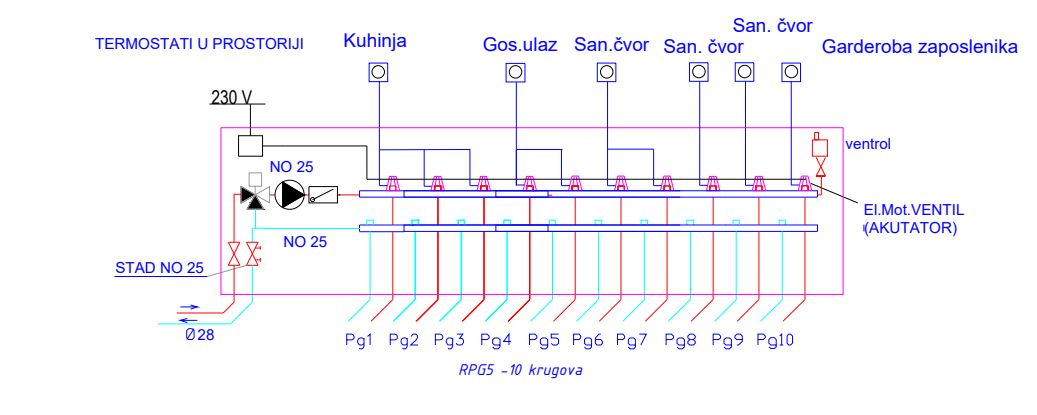 San. čvor
TERMOSTATI U PROSTORIJI
Kuhinja
Gos.ulaz
San.čvor
San. čvor
Garderoba zaposlenika
230 V
ventrol
NO 25
El.Mot.VENTIL
(AKUTATOR)
NO 25
STAD NO 25
Ø28
Pg1 Pg2 Pg3 Pg4 Pg5 Pg6 Pg7 Pg8 Pg9 Pg10
RPG5 -10 krugova